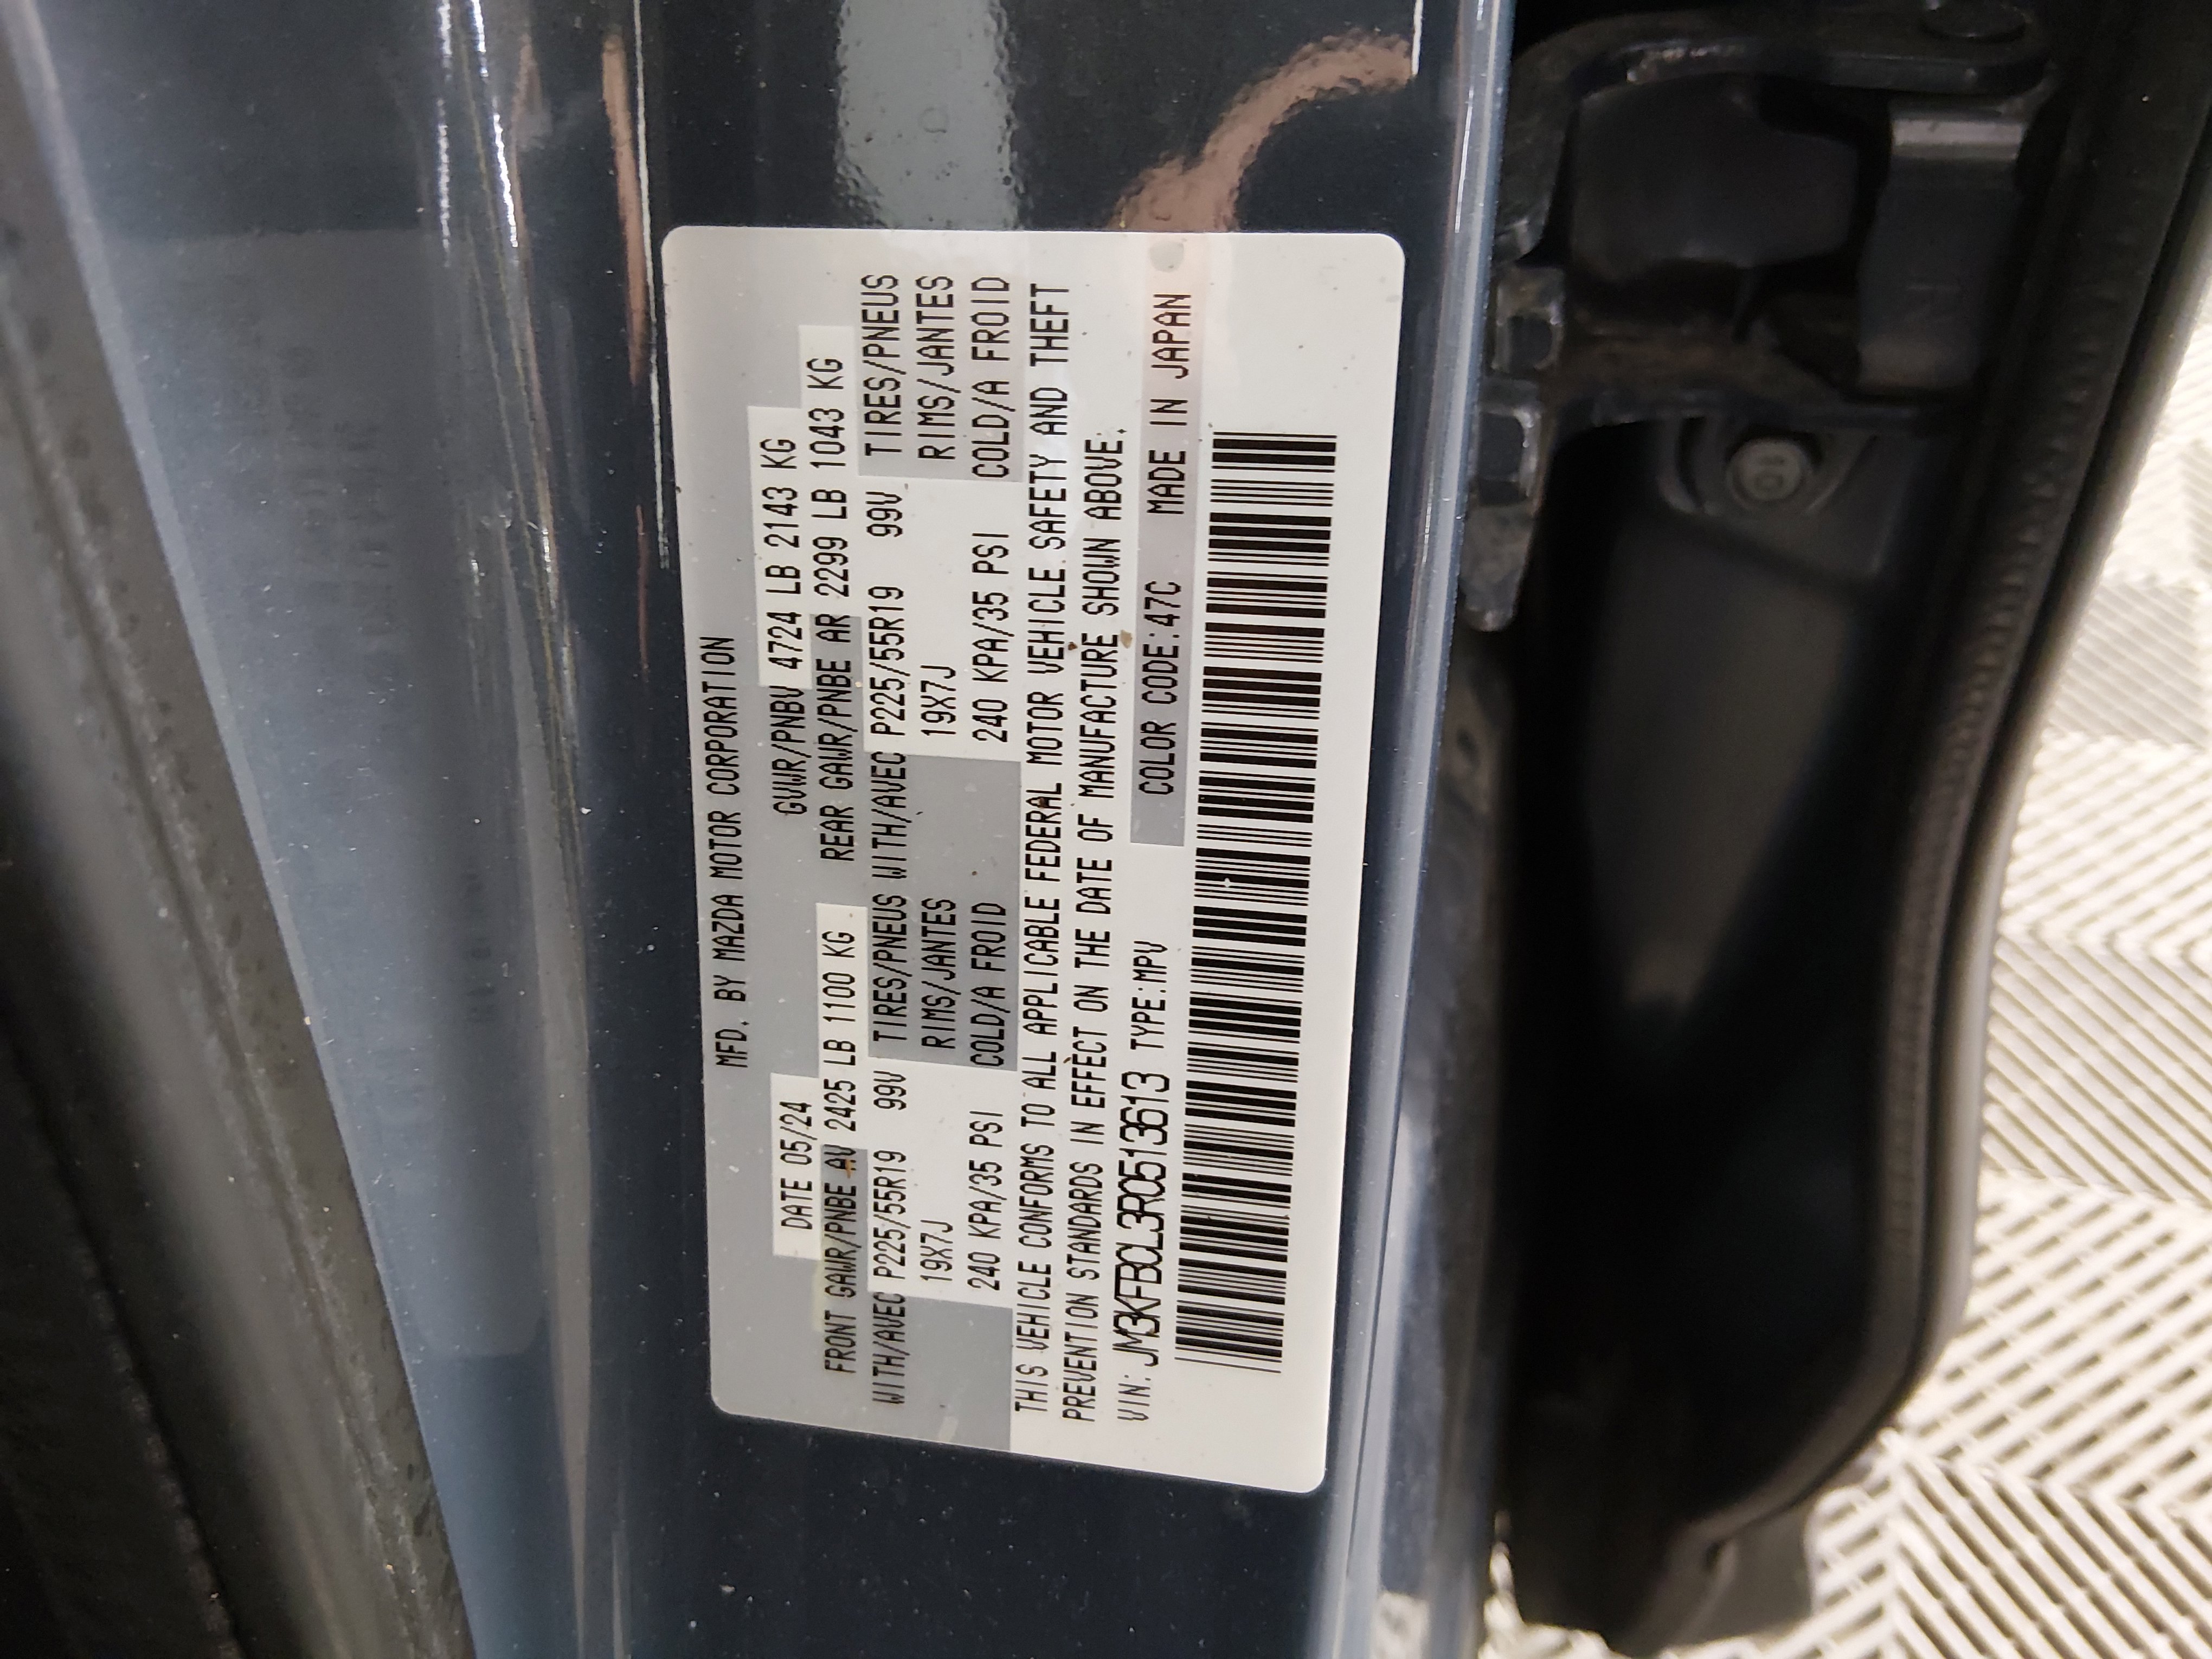 MFD. BY MAZDA MOTOR CORPORATION
DATE 05/24 GVWR/PNBV 4724 LB 2143 KG
FRONT GAWR/PNBE AV 2425 LB 1100 KG REAR GAWR/PNBE AR 2299 LB 1043 KG
WITH/AVEC P225/55R19 99V TIRES/PNEUS WITH/AVEC P225/55R19 99V TIRES/PNEUS
19X7J RIMS/JANTES 19X7J RIMS/JANTES
240 KPA/35 PSI COLD/A FROID 240 KPA/35 PSI COLD/A FROID
THIS VEHICLE CONFORMS TO ALL APPLICABLE FEDERAL MOTOR VEHICLE SAFETY AND THEFT
PREVENTION STANDARDS IN EFFECT ON THE DATE OF MANUFACTURE SHOWN ABOVE.
VIN: JM3KFBCL3R0513613 TYPE:MPV COLOR CODE:47C MADE IN JAPAN